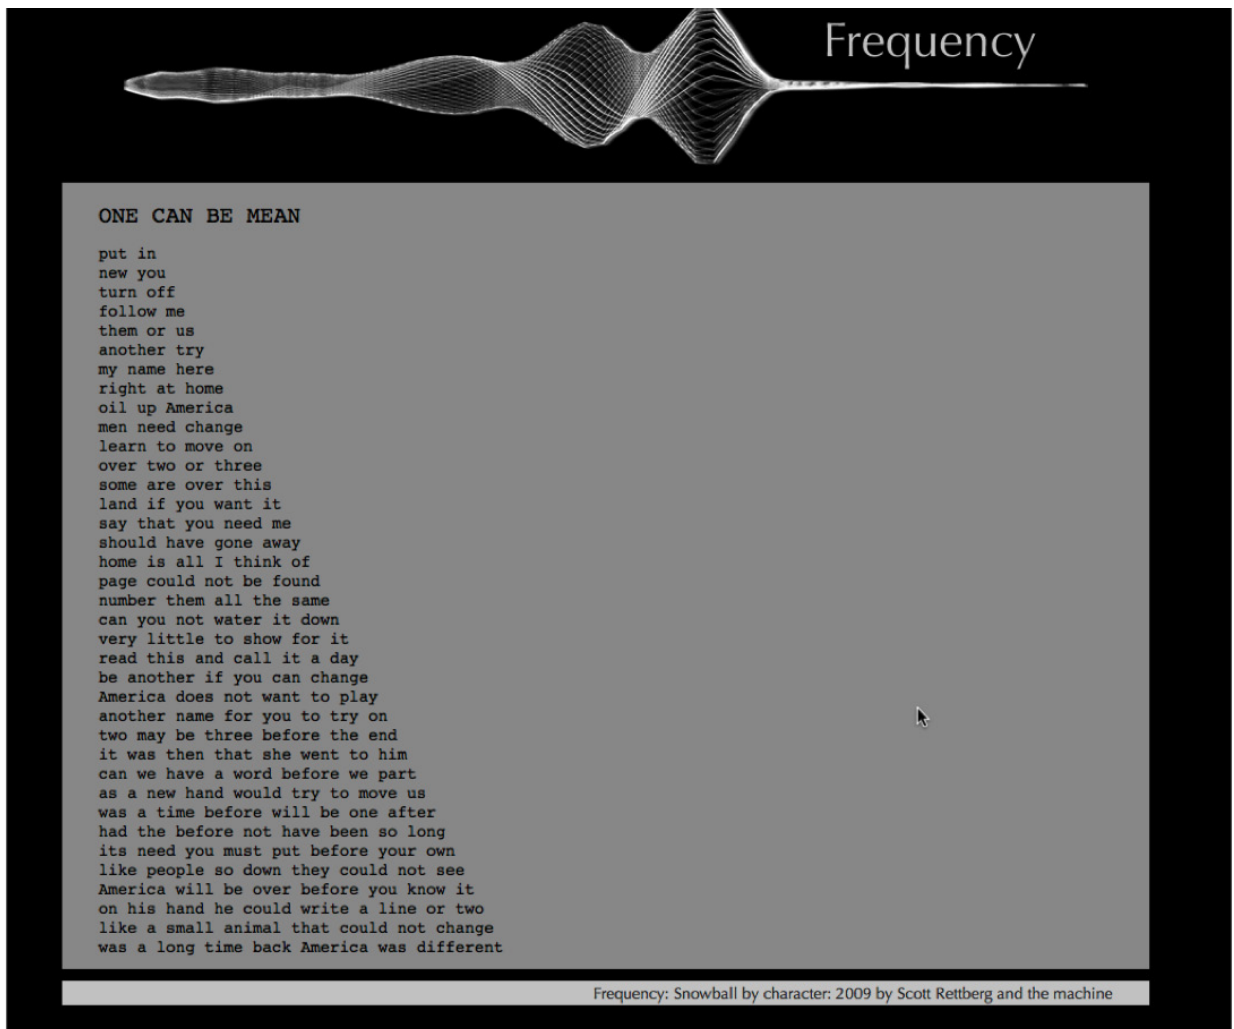 Frequency
ONE CAN BE MEAN
put in
new you
turn off
follow me
them or us
another try
my name here
right at home
oil up America
men need change
learn to move on
over two or three
some are over this
land if you want it
say that you need me
should have gone away
home is all I think of
page could not be found
number them all the same
can you not water it down
very little to show for it
read this and call it a day
be another if you can change
America does not want to play
another name for you to try on
two may be three before the end
it was then that she went to him
can we have a word before we part
as a new hand would try to move us
was a time before will be one after
had the before not have been so long
its need you must put before your own
like people so down they could not see
America will be over before you know it
on his hand he could write a line or two
like a small animal that could not change
was a long time back America was different
Frequency: Snowball by character: 2009 by Scott Rettberg and the machine